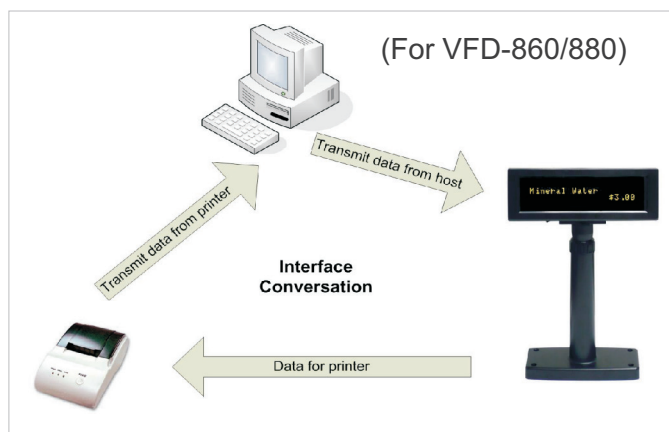 (For VFD-860/880)
Transmit data from host
Mineral Water
$3.00
Transmit data from printer
Interface
Conversation
Data for printer